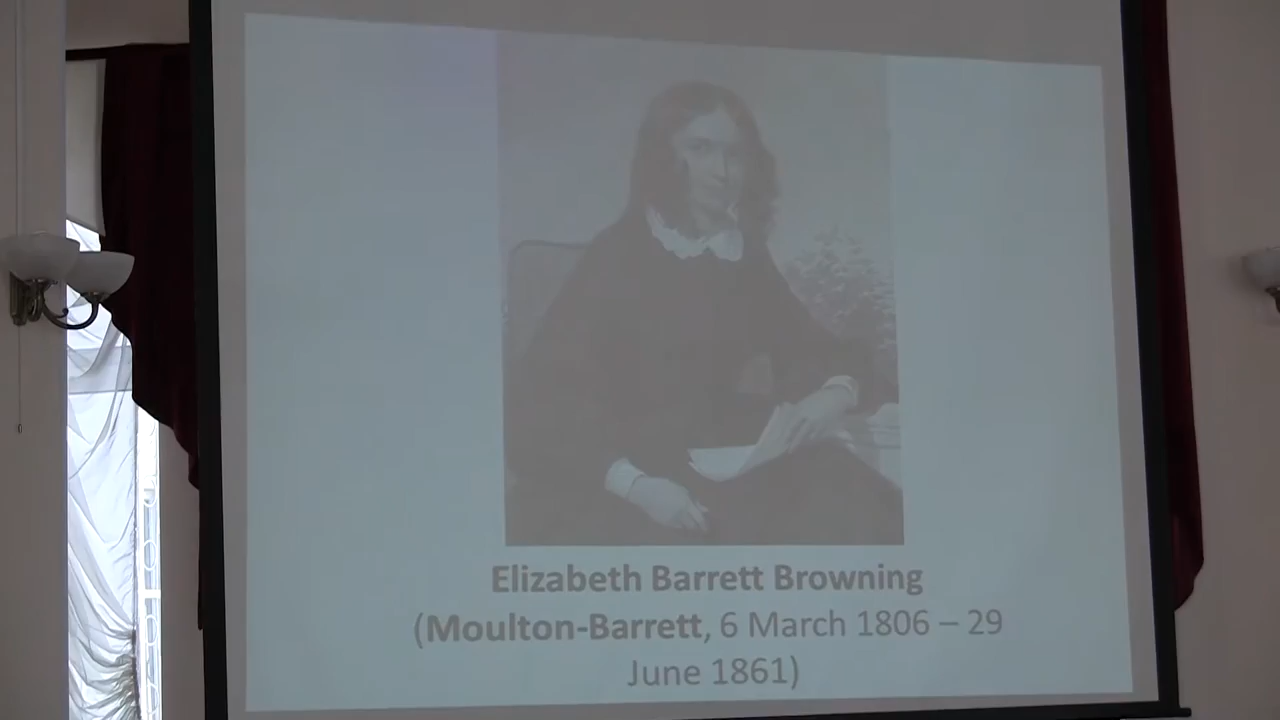 Elizabeth Barrett Browning
(Moulton-Barrett, 6 March 1806 – 29
June 1861)